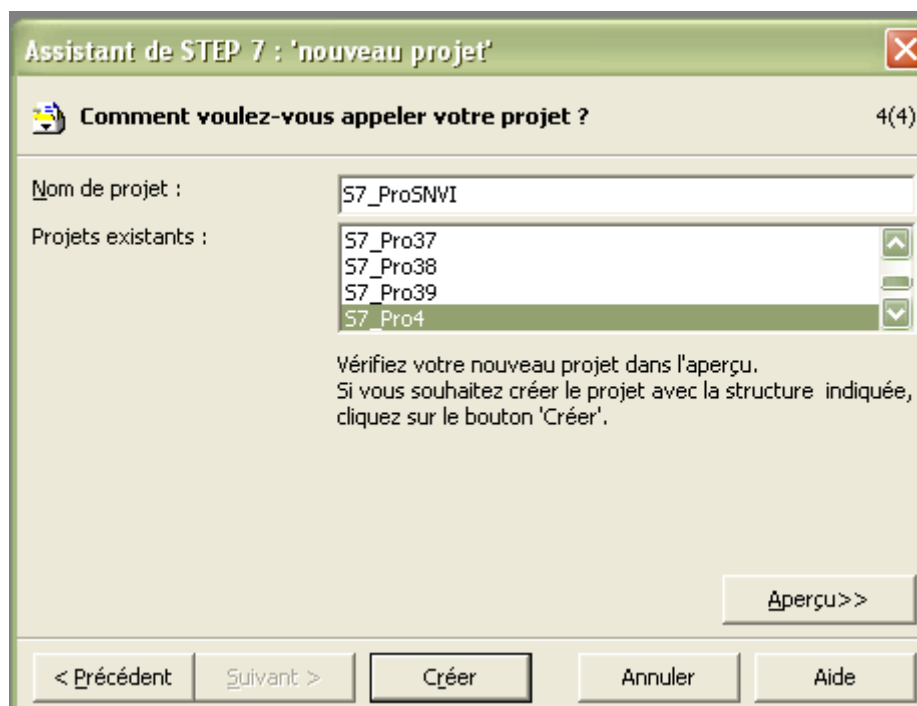 Assistant de STEP 7 : 'nouveau projet'
Comment voulez-vous appeler votre projet ? 4(4)
Nom de projet : S7_ProSNVI
Projets existants : S7_Pro37
S7_Pro38
S7_Pro39
S7_Pro4
Vérifiez votre nouveau projet dans l'aperçu.
Si vous souhaitez créer le projet avec la structure indiquée,
cliquez sur le bouton 'Créer'.
Aperçu>>
< Précédent Suivant > Créer Annuler Aide